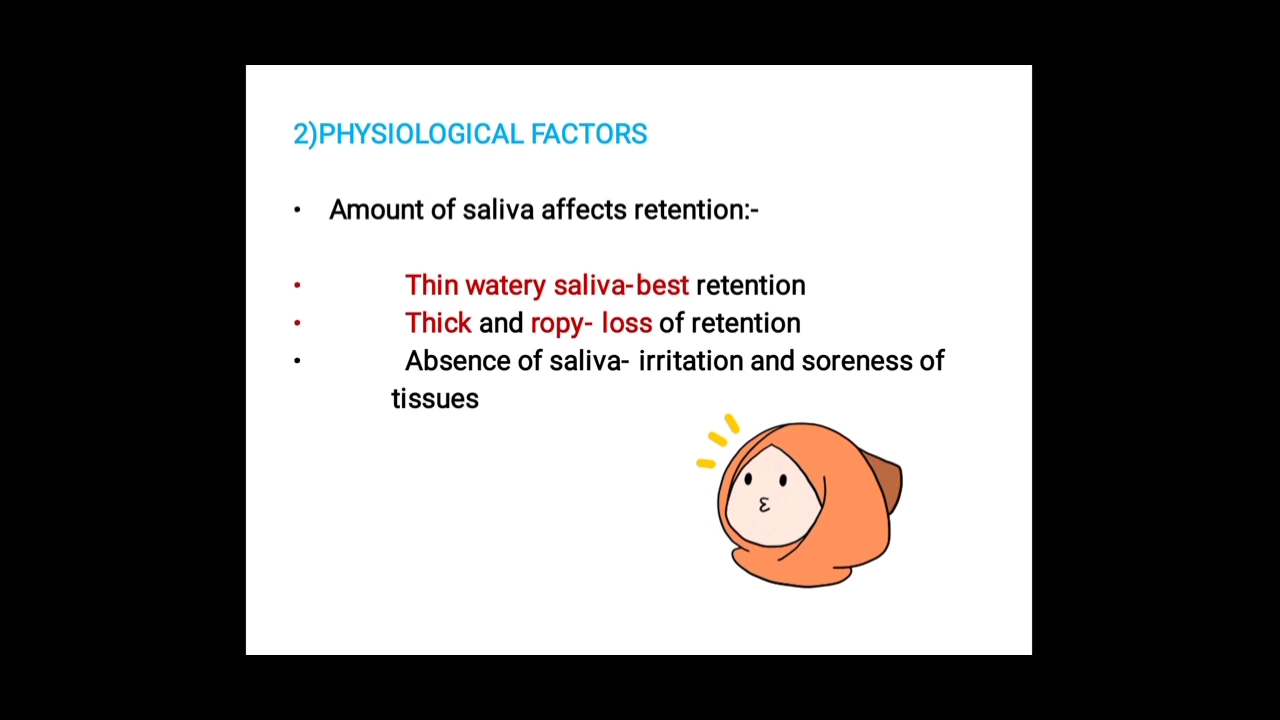 2)PHYSIOLOGICAL FACTORS
• Amount of saliva affects retention:-
• Thin watery saliva-best retention
• Thick and ropy- loss of retention
• Absence of saliva- irritation and soreness of
tissues